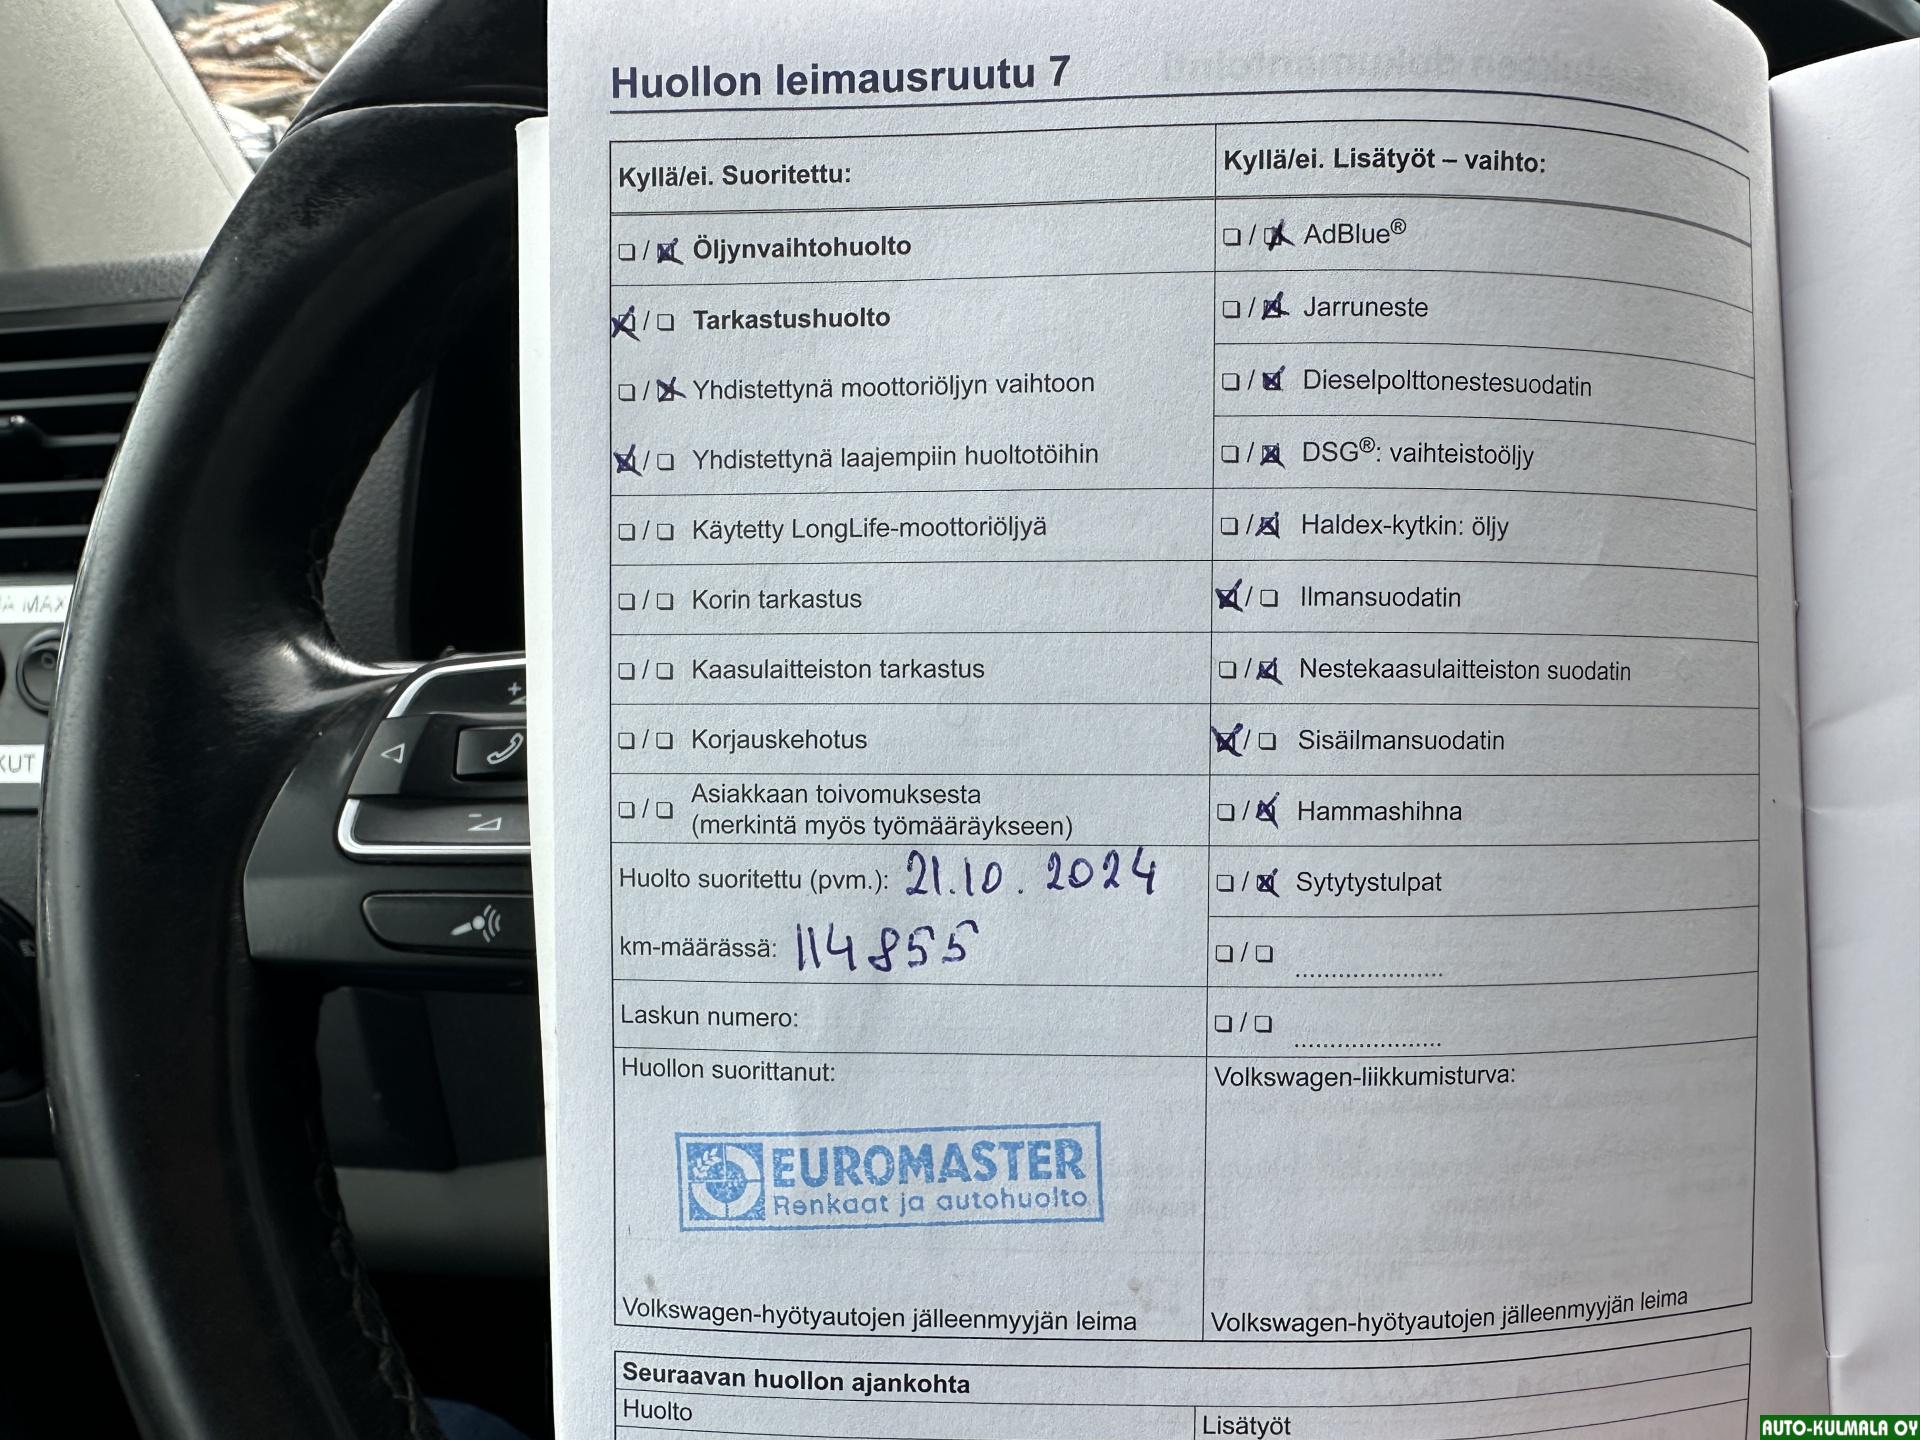 Huollon leimausruutu 7
Kyllä/ei. Suoritettu:
☐ / ☒ Öljynvaihtohuolto
☒ / ☐ Tarkastushuolto
☐ / ☒ Yhdistettynä moottoriöljyn vaihtoon
☒ / ☐ Yhdistettynä laajempiin huoltotöihin
☐ / ☐ Käytetty LongLife-moottoriöljyä
☐ / ☐ Korin tarkastus
☐ / ☐ Kaasulaitteiston tarkastus
☐ / ☐ Korjauskehotus
☐ / ☐ Asiakkaan toivomuksesta
(merkintä myös työmääräykseen)
Huolto suoritettu (pvm.): 21.10.2024
km-määrässä: 114855
Laskun numero:
Huollon suorittanut:
EUROMASTER
Renkaat ja autohuolto
Volkswagen-hyötyautojen jälleenmyyjän leima
Kyllä/ei. Lisätyöt – vaihto:
☐ / ☒ AdBlue®
☐ / ☒ Jarruneste
☐ / ☒ Dieselpolttonestesuodatin
☐ / ☒ DSG®: vaihteistoöljy
☐ / ☒ Haldex-kytkin: öljy
☒ / ☐ Ilmansuodatin
☐ / ☒ Nestekaasulaitteiston suodatin
☒ / ☐ Sisäilmansuodatin
☐ / ☒ Hammashihna
☐ / ☒ Sytytystulpat
☐ / ☐ .....................
☐ / ☐ .....................
Volkswagen-liikkumisturva:
Volkswagen-hyötyautojen jälleenmyyjän leima
Seuraavan huollon ajankohta
Huolto
Lisätyöt
MAX
KUT
AUTO-KULMALA OY